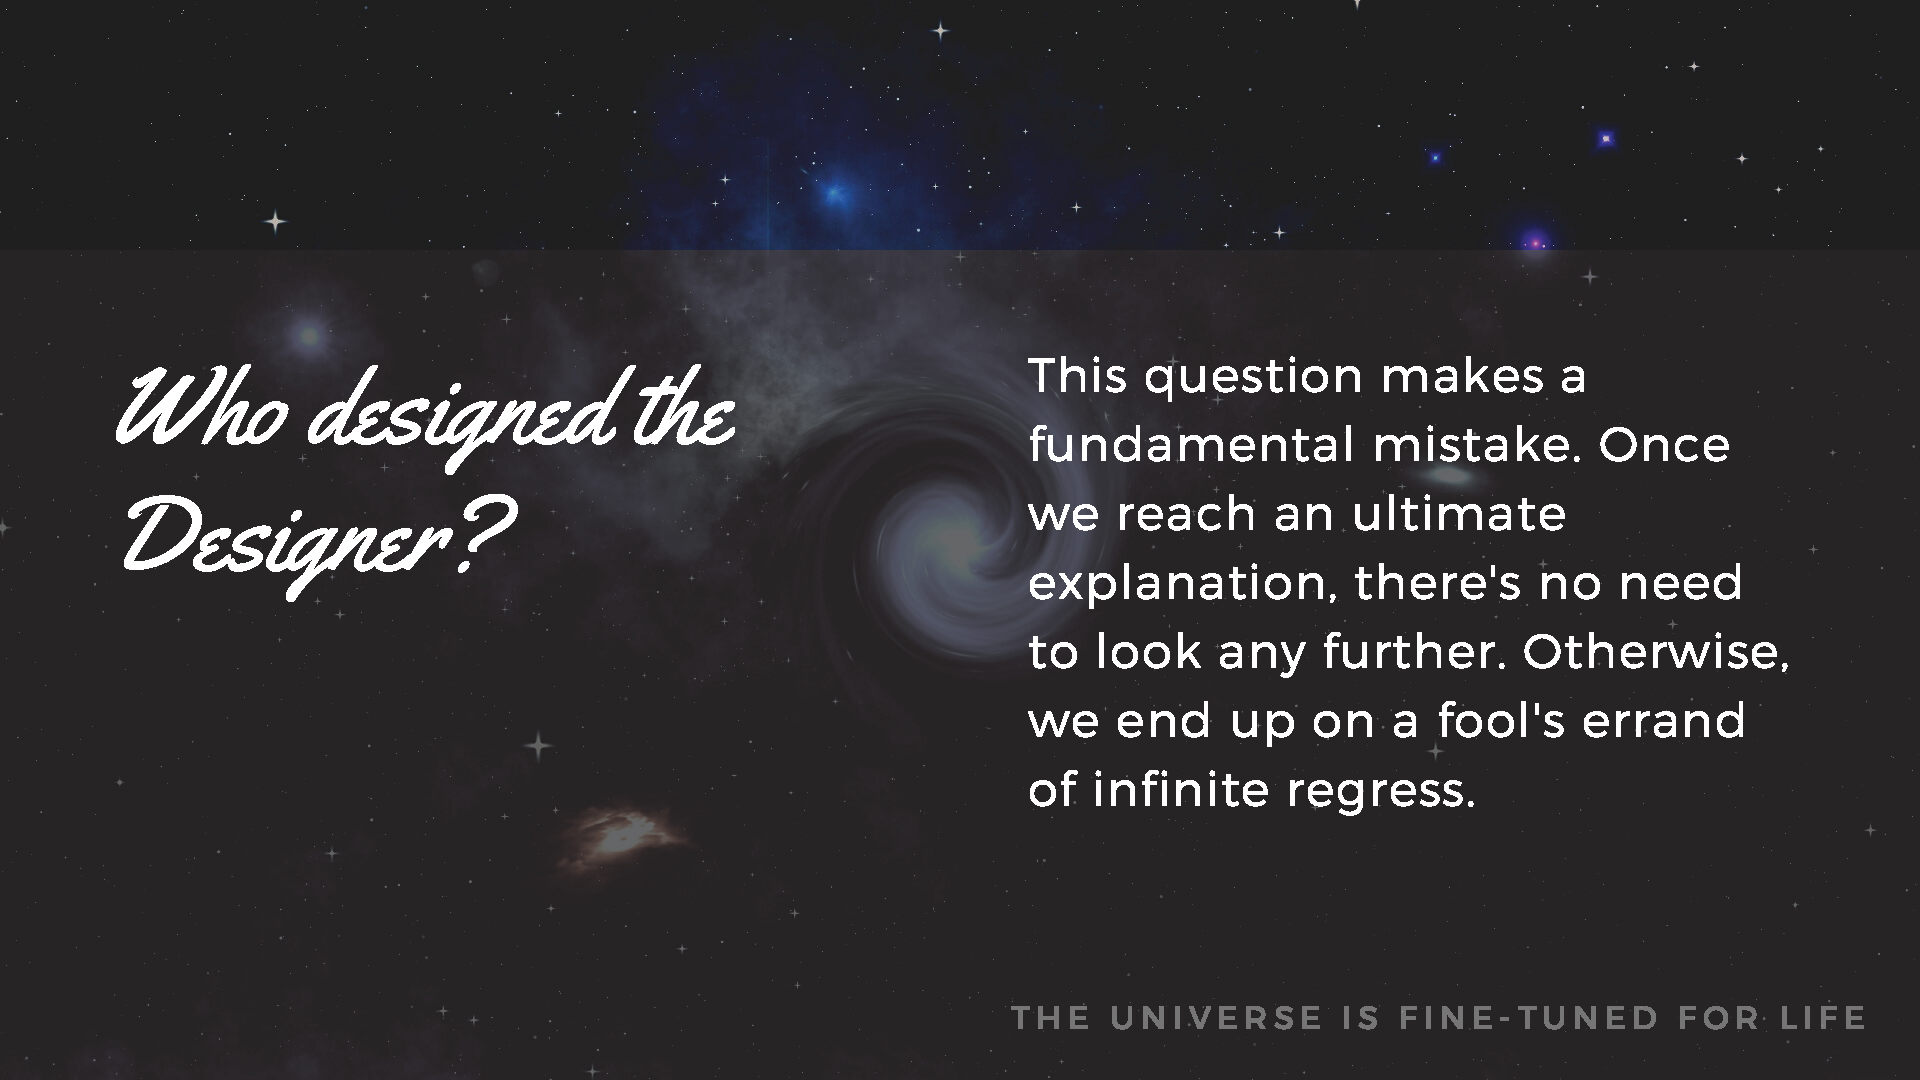 Who designed the
Designer?
This question makes a
fundamental mistake. Once
we reach an ultimate
explanation, there's no need
to look any further. Otherwise,
we end up on a fool's errand
of infinite regress.
THE UNIVERSE IS FINE-TUNED FOR LIFE